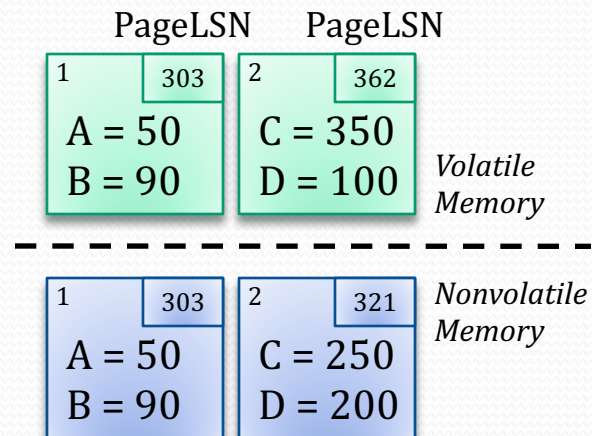 PageLSN PageLSN
1 303
A = 50
B = 90
2 362
C = 350
D = 100
Volatile
Memory
1 303
A = 50
B = 90
2 321
C = 250
D = 200
Nonvolatile
Memory